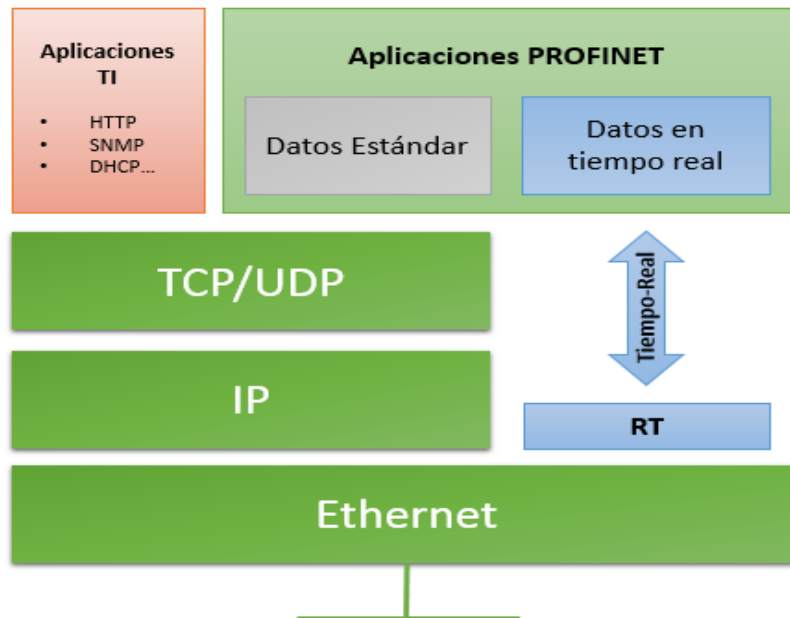 Aplicaciones
TI
• HTTP
• SNMP
• DHCP...
Aplicaciones PROFINET
Datos Estándar
Datos en
tiempo real
TCP/UDP
Tiempo-Real
IP
RT
Ethernet